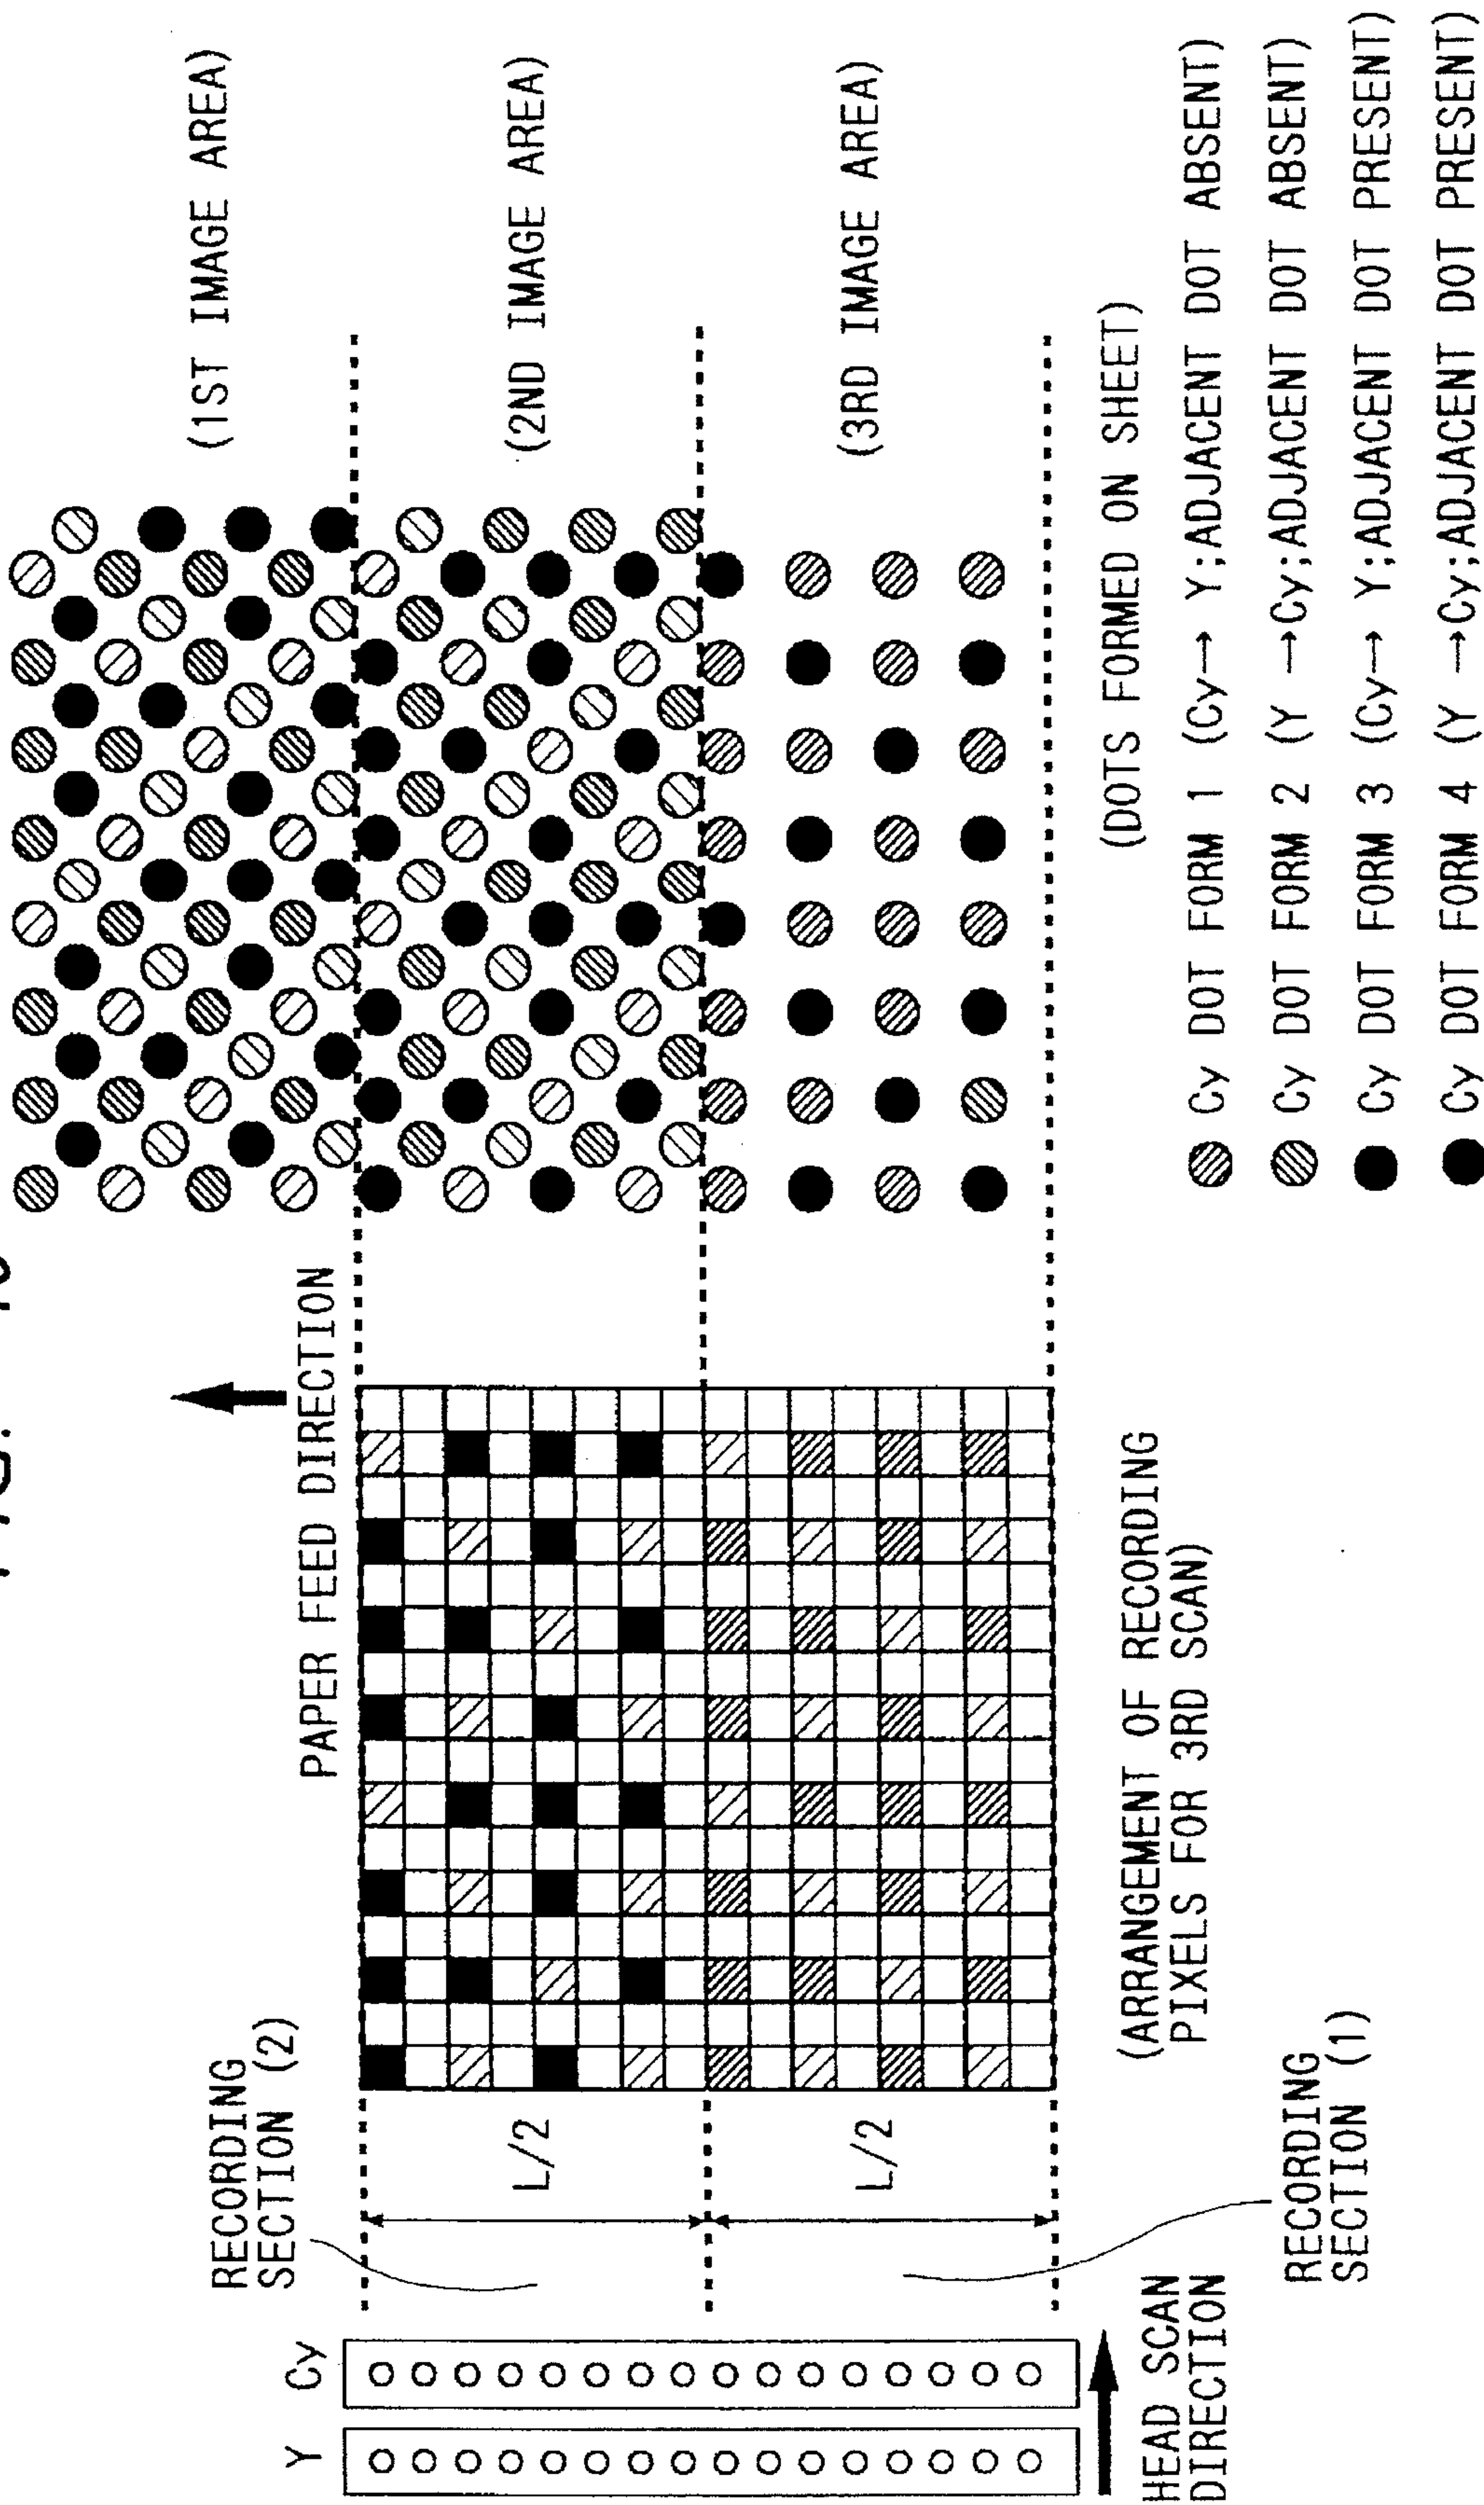 PAPER FEED DIRECTION
RECORDING
SECTION (2)
Y
Cy
L/2
L/2
HEAD SCAN
DIRECTION
RECORDING
SECTION (1)
(ARRANGEMENT OF RECORDING
PIXELS FOR 3RD SCAN)
(1ST IMAGE AREA)
(2ND IMAGE AREA)
(3RD IMAGE AREA)
(DOTS FORMED ON SHEET)
Cy DOT FORM 1 (Cy→ Y;ADJACENT DOT ABSENT)
Cy DOT FORM 2 (Y →Cy;ADJACENT DOT ABSENT)
Cy DOT FORM 3 (Cy→ Y;ADJACENT DOT PRESENT)
Cy DOT FORM 4 (Y →Cy;ADJACENT DOT PRESENT)